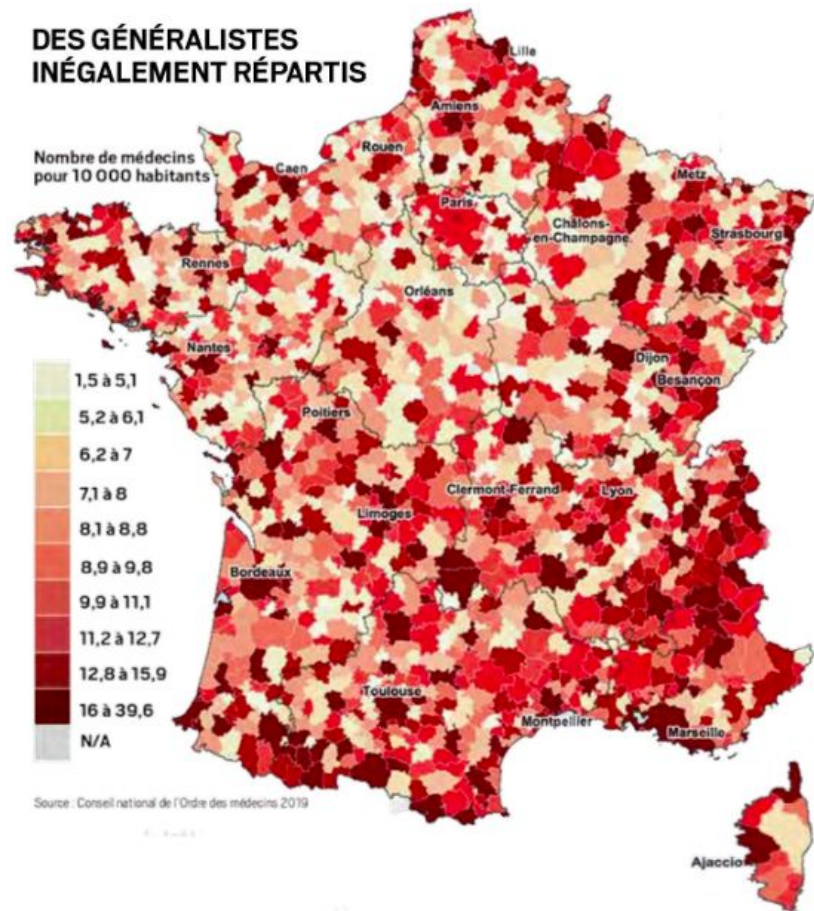 DES GÉNÉRALISTES
INÉGALEMENT RÉPARTIS
Nombre de médecins
pour 10 000 habitants
Lille
Amiens
Rouen
Caen
Metz
Paris
Châlons-
en-Champagne
Strasbourg
Rennes
Orléans
Nantes
Dijon
Besançon
Poitiers
Clermont-Ferrand
Lyon
Limoges
Bordeaux
Toulouse
Montpellier
Marseille
Ajaccio
1,5 à 5,1
5,2 à 6,1
6,2 à 7
7,1 à 8
8,1 à 8,8
8,9 à 9,8
9,9 à 11,1
11,2 à 12,7
12,8 à 15,9
16 à 39,6
N/A
Source : Conseil national de l'Ordre des médecins 2019